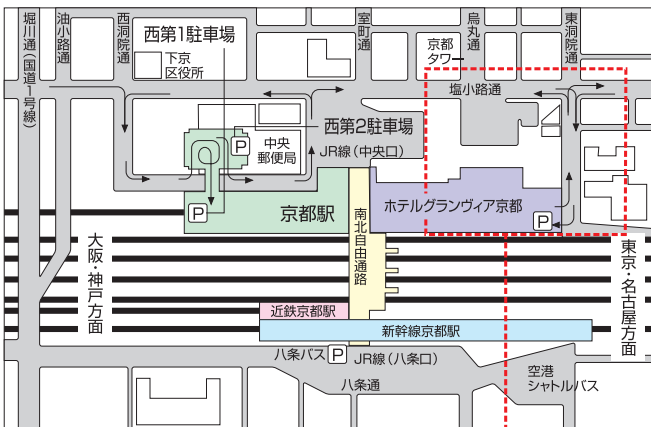 堀川通(国道1号線)
油小路通
西洞院通
西第1駐車場
下京
区役所
室町通
京都
タワー
烏丸通
東洞院通
塩小路通
西第2駐車場
P
中央
郵便局
JR線(中央口)
P
京都駅
南北自由通路
ホテルグランヴィア京都
P
大阪・神戸方面
東京・名古屋方面
近鉄京都駅
新幹線京都駅
八条バス
P
JR線(八条口)
八条通
空港
シャトルバス